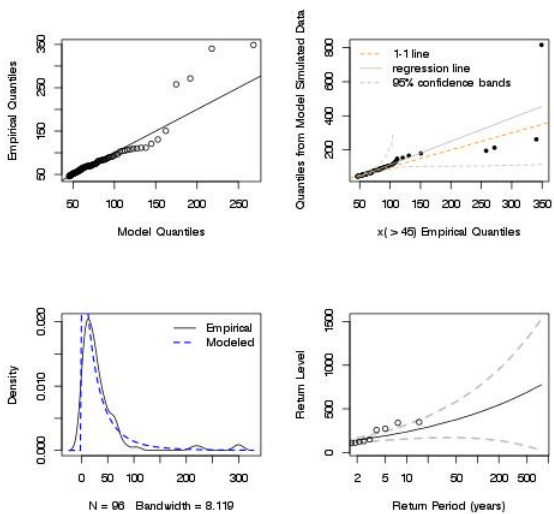 50 150 250 350
Empirical Quantiles
50 100 150 200 250
Model Quantiles
200 400 600 800
Quantiles from Model Simulated Data
1-1 line
regression line
95% confidence bands
50 100 150 200 250 300 350
x( > 45) Empirical Quantiles
0.000 0.010 0.020
Density
Empirical
Modeled
0 50 100 200 300
N = 96 Bandwidth = 8.119
0 500 1000 1500
Return Level
2 5 10 50 200 500
Return Period (years)